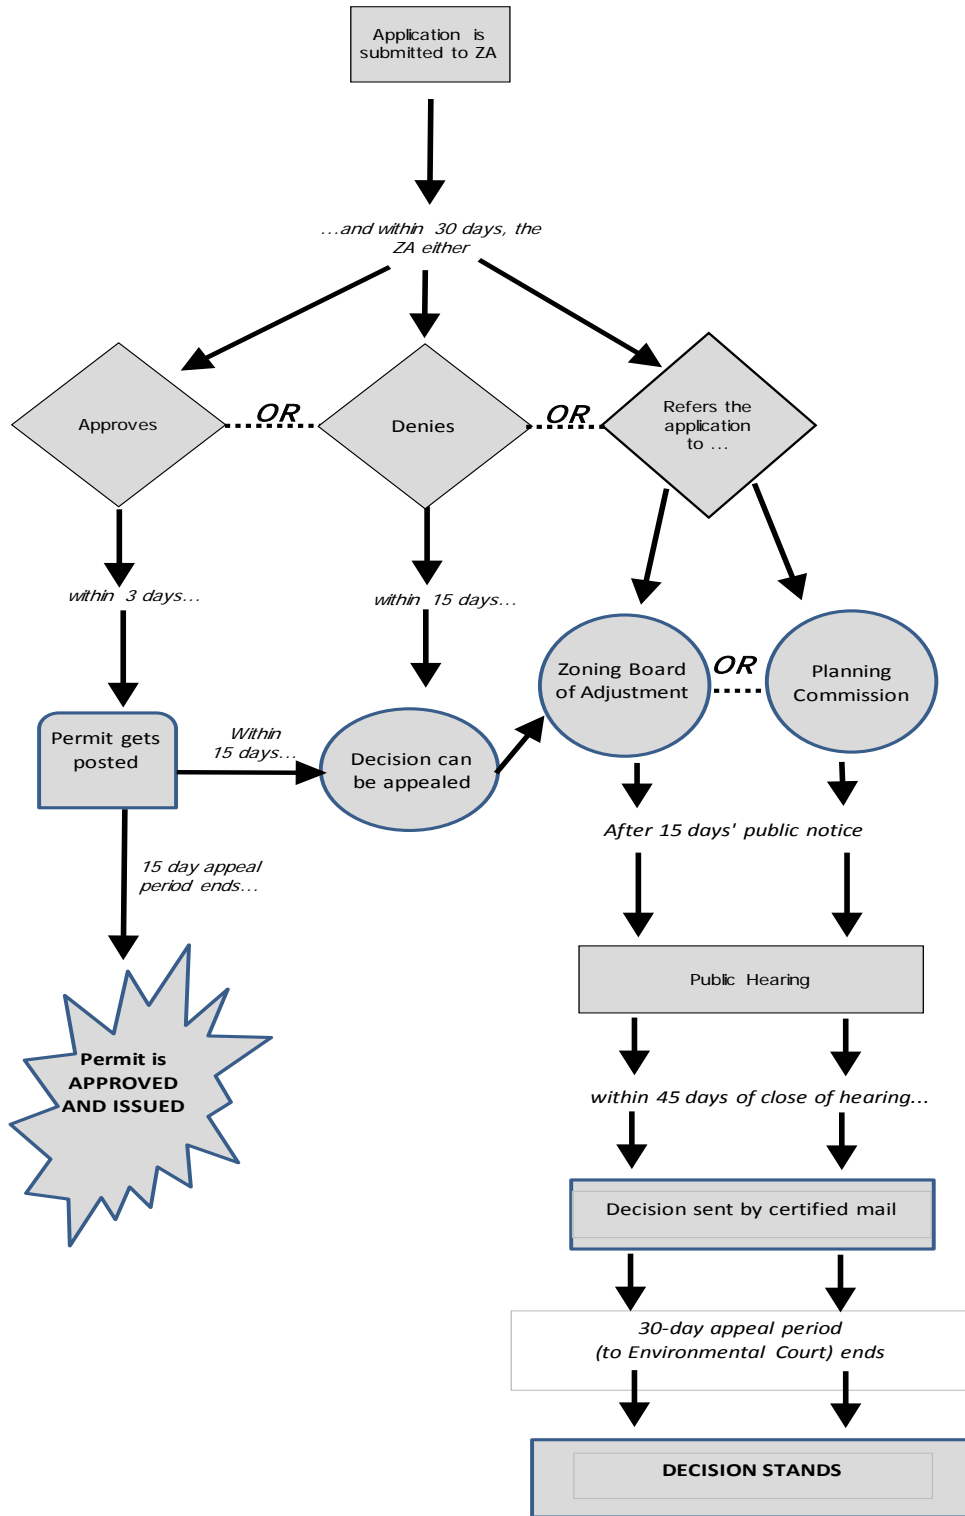 Application is
submitted to ZA
…and within 30 days, the
ZA either
Approves
OR
Denies
OR
Refers the
application
to …
within 3 days…
within 15 days…
Zoning Board
of Adjustment
OR
Planning
Commission
Permit gets
posted
Within
15 days…
Decision can
be appealed
After 15 days' public notice
15 day appeal
period ends…
Public Hearing
Permit is
APPROVED
AND ISSUED
within 45 days of close of hearing…
Decision sent by certified mail
30-day appeal period
(to Environmental Court) ends
DECISION STANDS